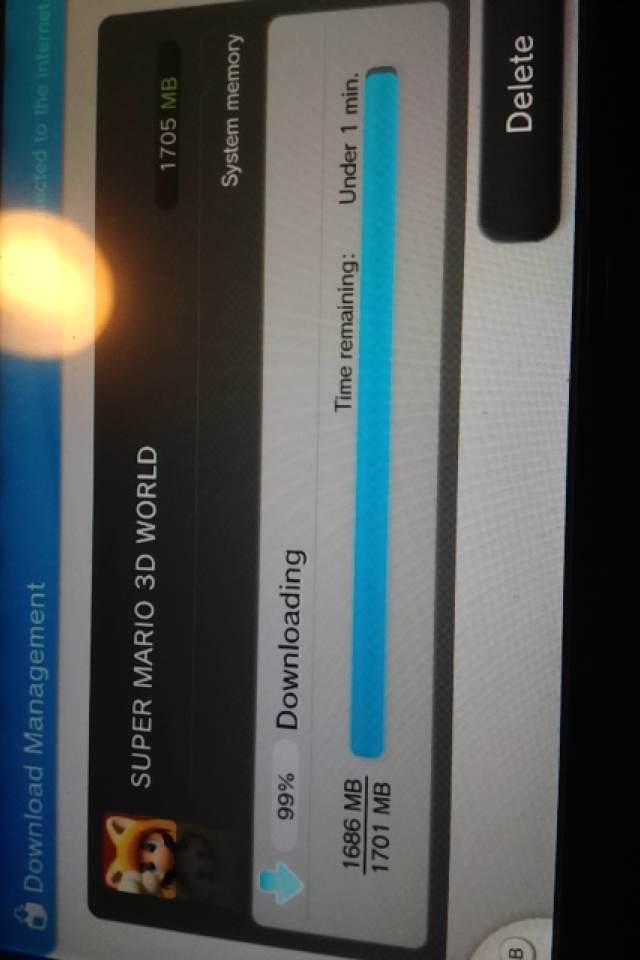 Download Management
ected to the internet
SUPER MARIO 3D WORLD
1705 MB
System memory
99%
Downloading
Time remaining: Under 1 min.
1686 MB
1701 MB
B
Delete